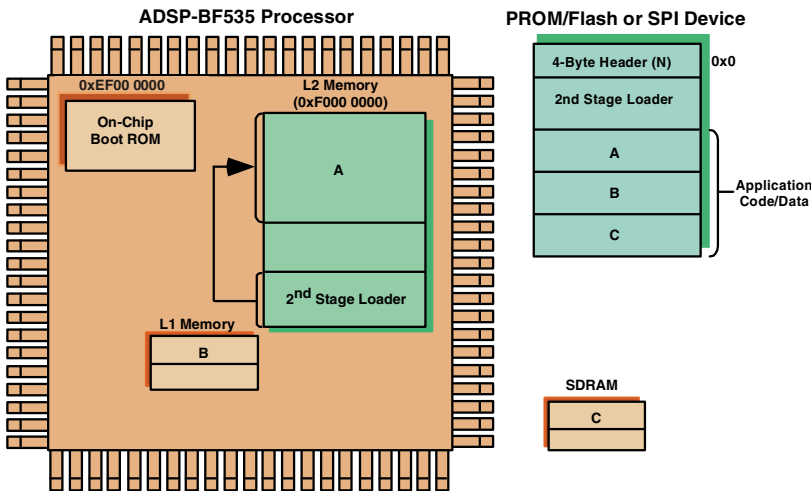 ADSP-BF535 Processor
PROM/Flash or SPI Device
0xEF00 0000
On-Chip
Boot ROM
L2 Memory
(0xF000 0000)
A
2nd Stage Loader
L1 Memory
B
4-Byte Header (N)
0x0
2nd Stage Loader
A
B
C
Application
Code/Data
SDRAM
C